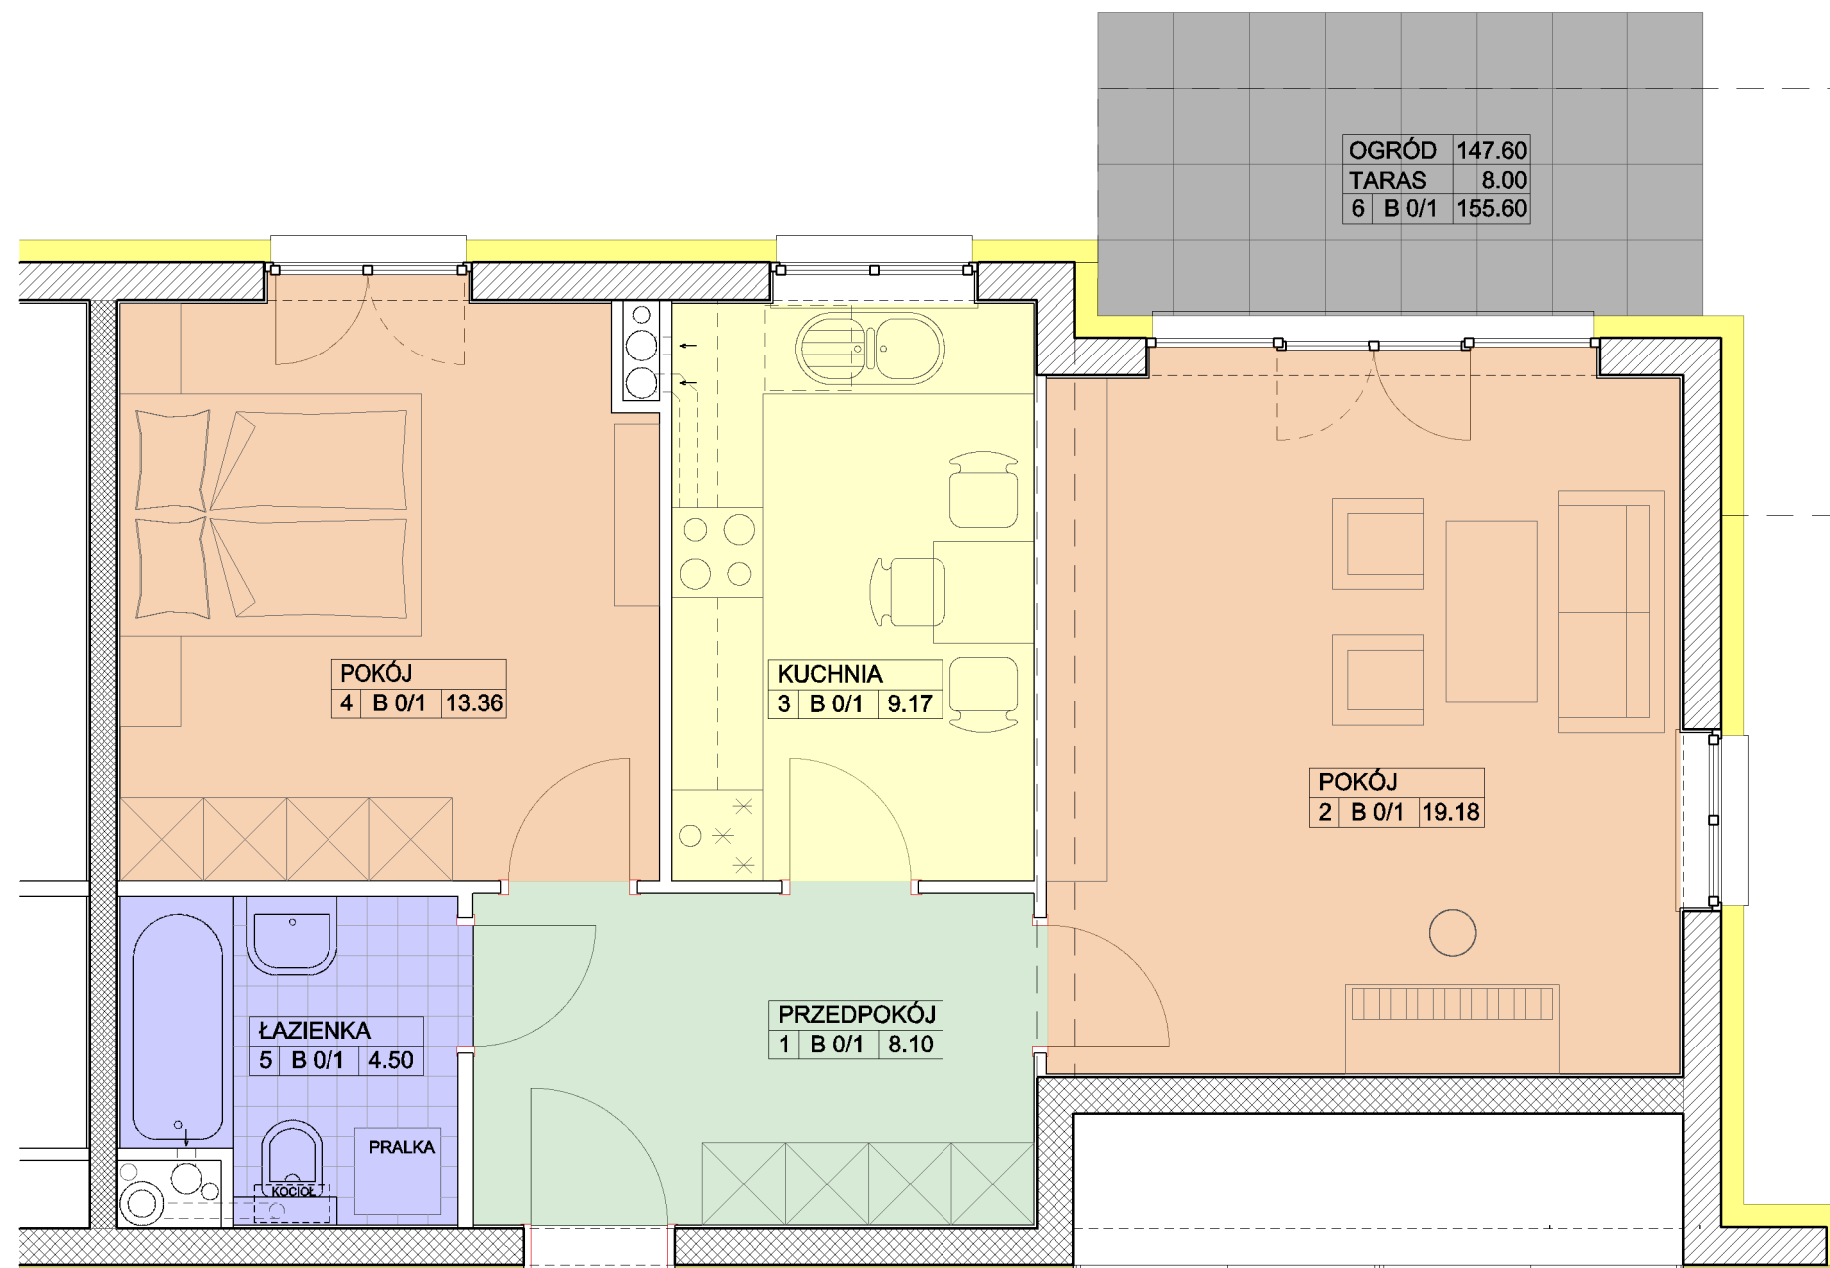 OGRÓD 147.60
TARAS 8.00
6 B 0/1 155.60
POKÓJ
4 B 0/1 13.36
KUCHNIA
3 B 0/1 9.17
POKÓJ
2 B 0/1 19.18
PRZEDPOKÓJ
1 B 0/1 8.10
ŁAZIENKA
5 B 0/1 4.50
PRALKA
KOCIOŁ